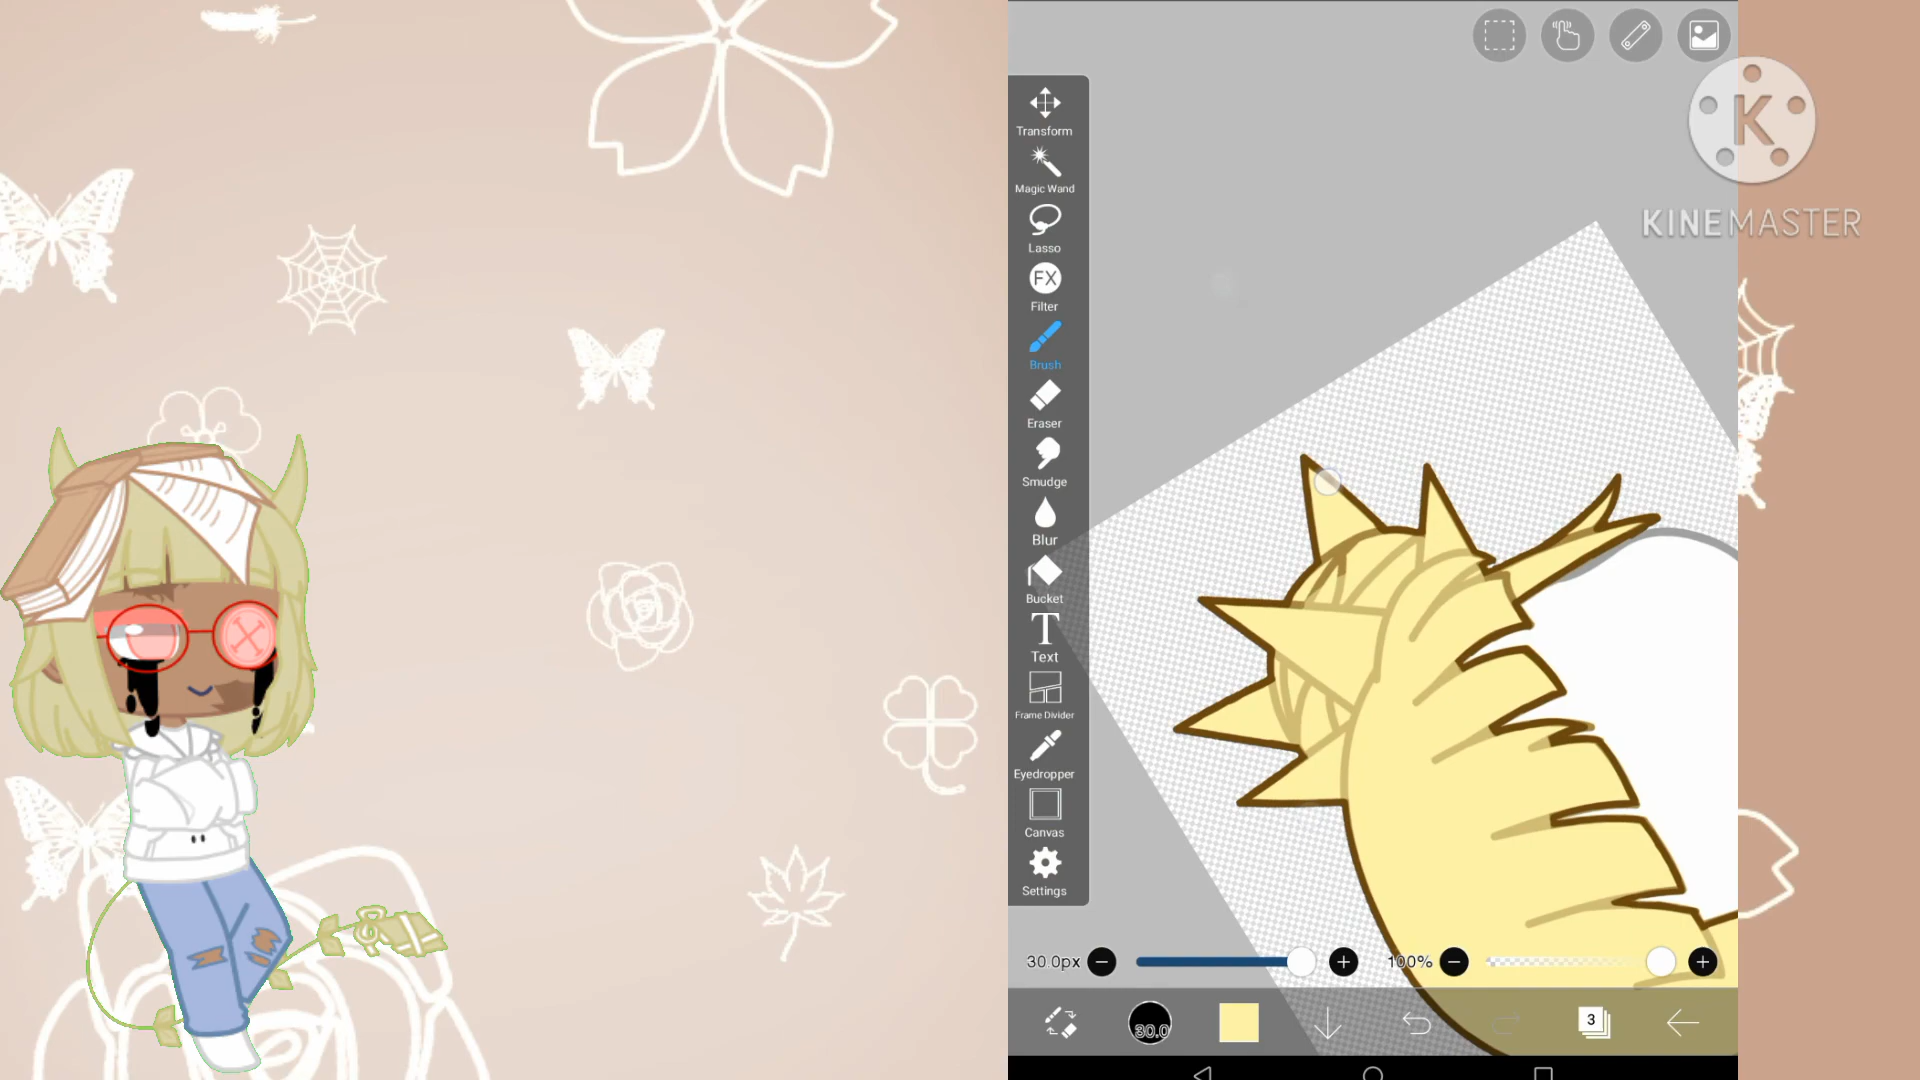 Transform
Magic Wand
Lasso
FX
Filter
Brush
Eraser
Smudge
Blur
Bucket
T
Text
Frame Divider
Eyedropper
Canvas
Settings
K
KINEMASTER
30.0px
100%
30.0
3